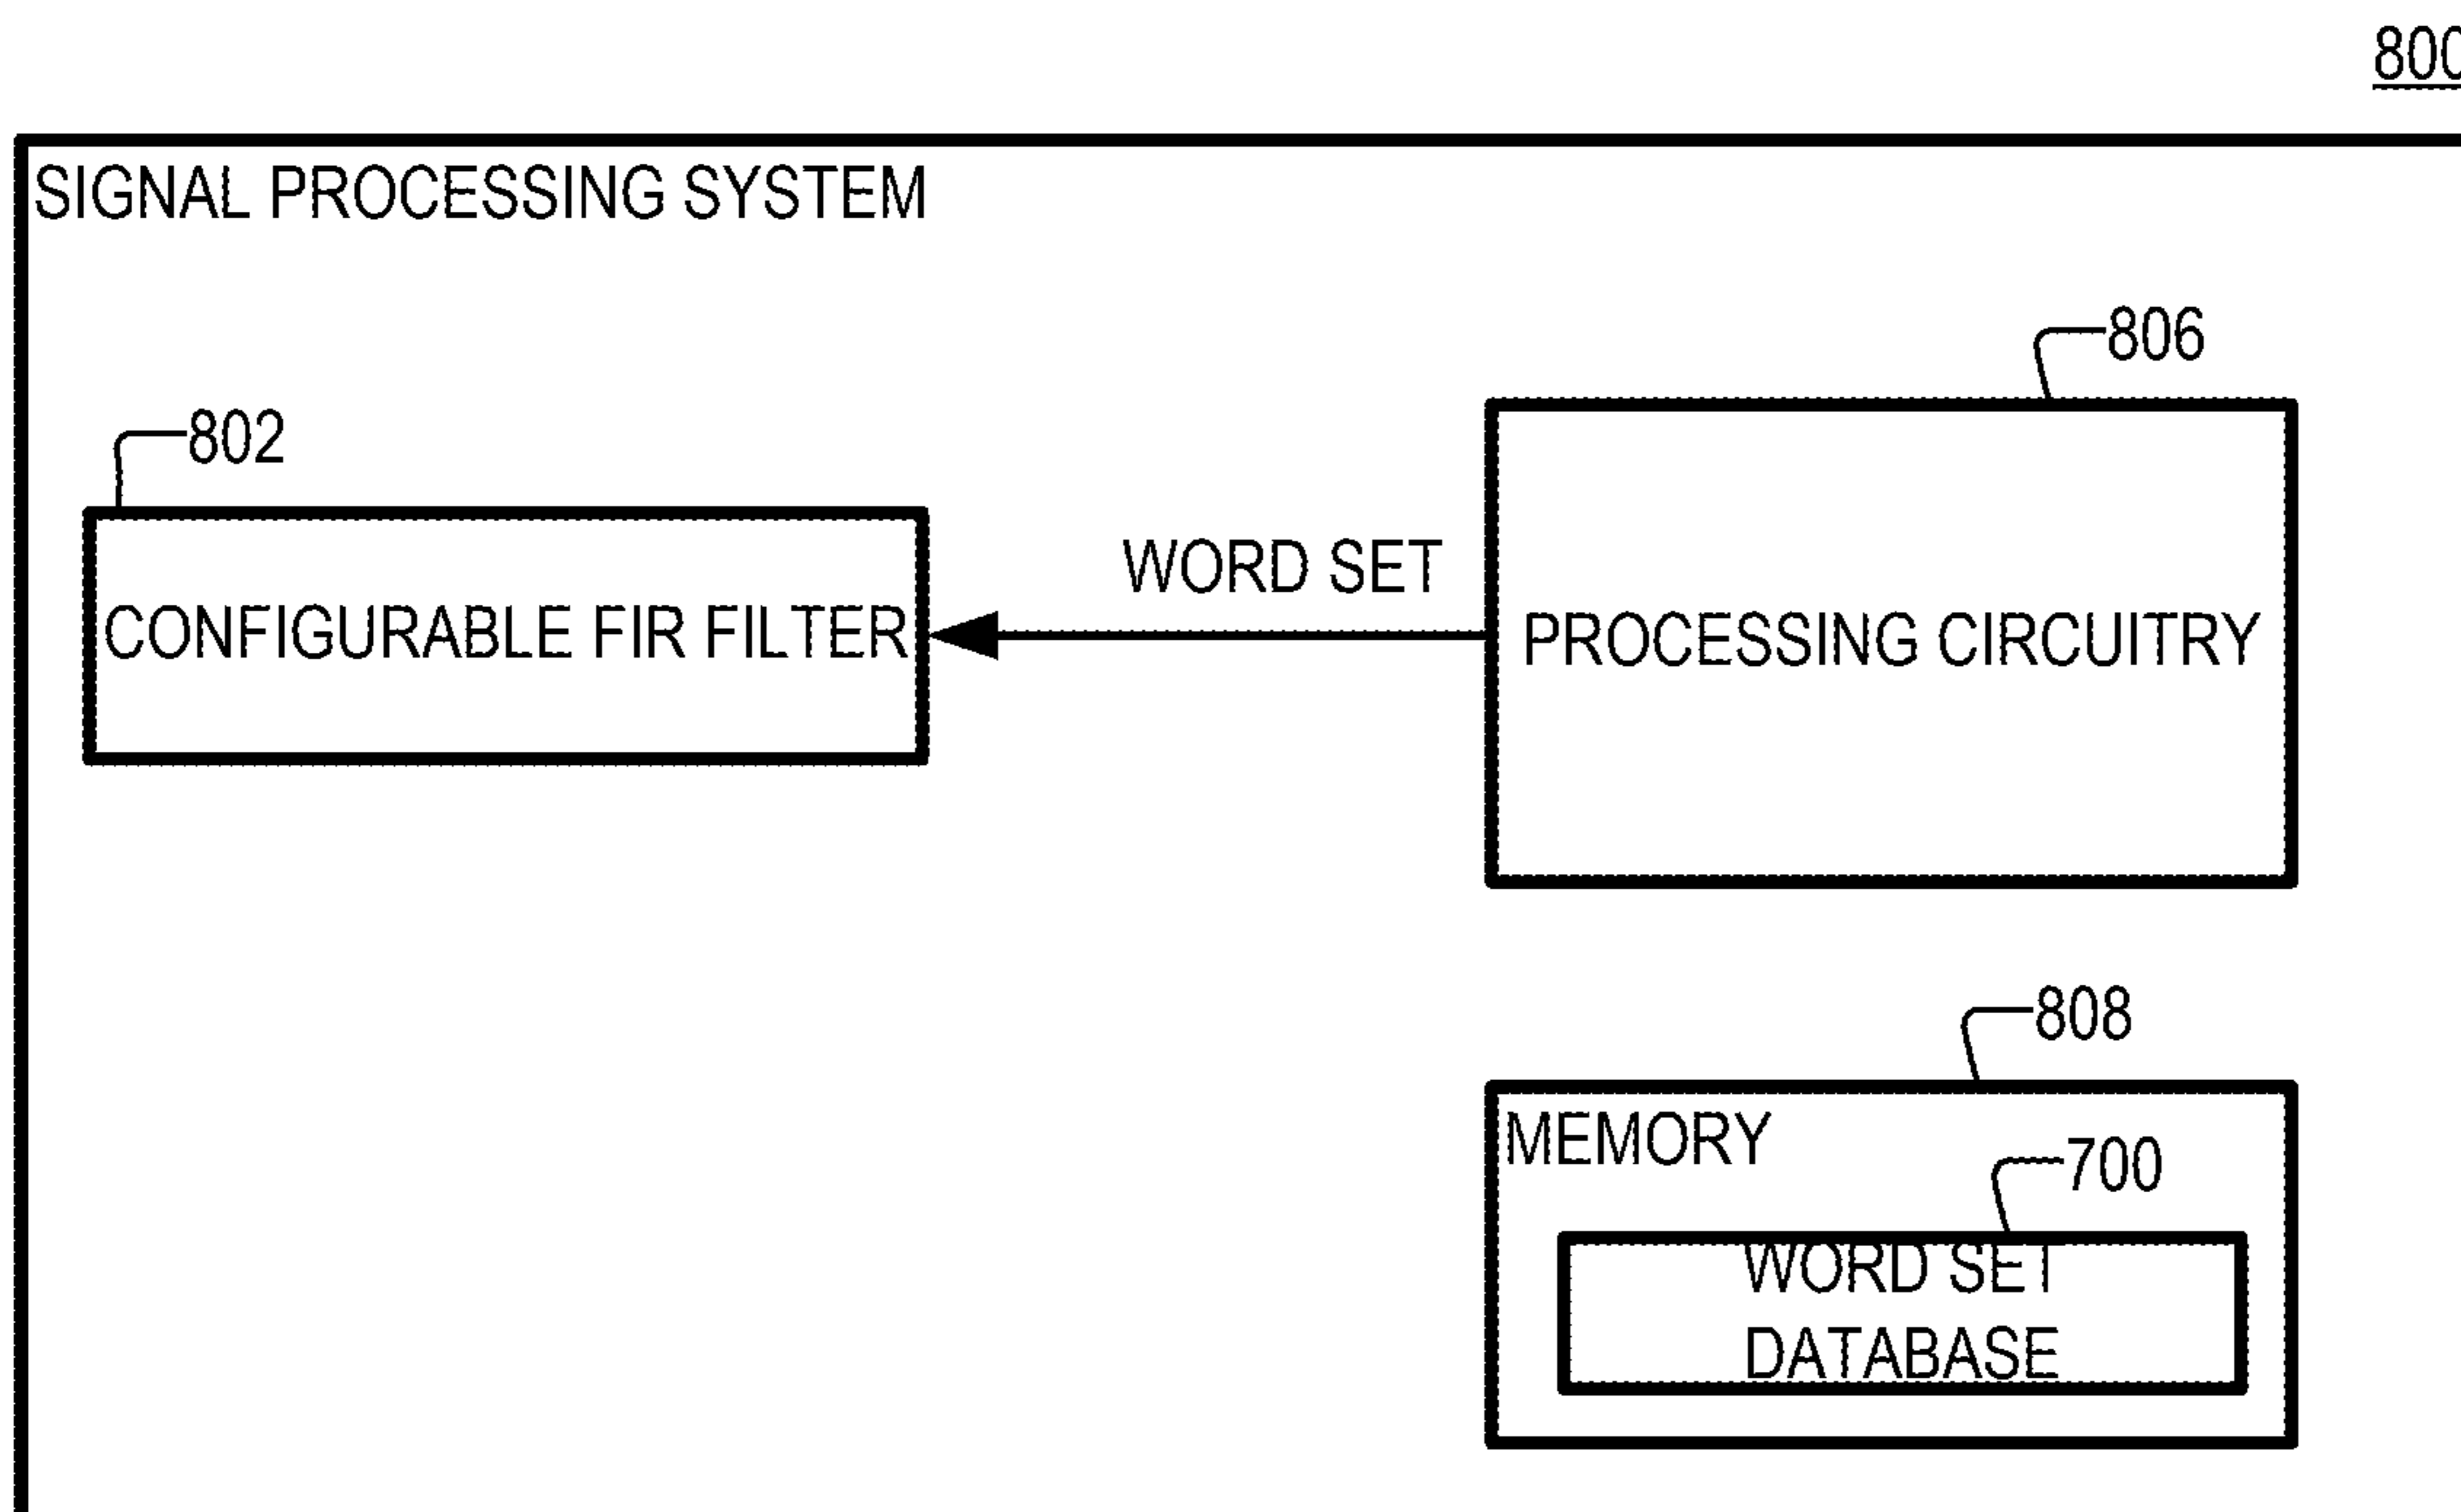 800
SIGNAL PROCESSING SYSTEM
806
802
WORD SET
CONFIGURABLE FIR FILTER
PROCESSING CIRCUITRY
808
MEMORY
700
WORD SET
DATABASE